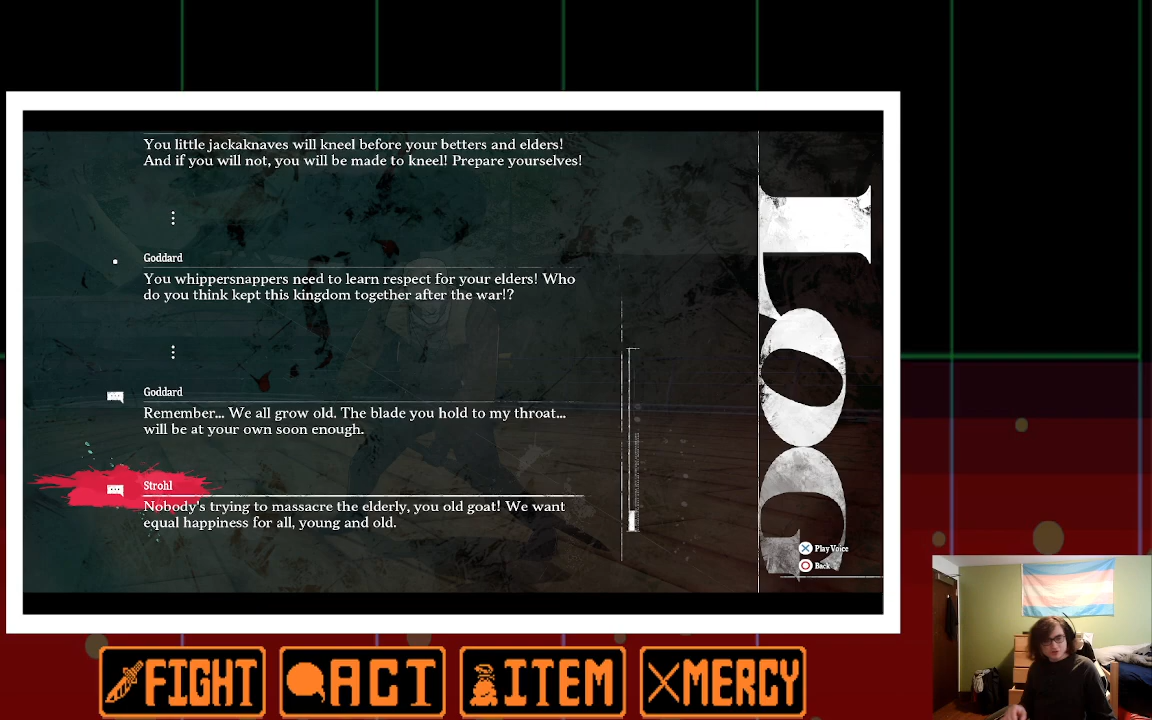 You little jackaknaves will kneel before your betters and elders!
And if you will not, you will be made to kneel! Prepare yourselves!
Goddard
You whippersnappers need to learn respect for your elders! Who
do you think kept this kingdom together after the war!?
Goddard
Remember... We all grow old. The blade you hold to my throat...
will be at your own soon enough.
Strohl
Nobody's trying to massacre the elderly, you old goat! We want
equal happiness for all, young and old.
LOG
Play Voice
Back
FIGHT
ACT
ITEM
MERCY